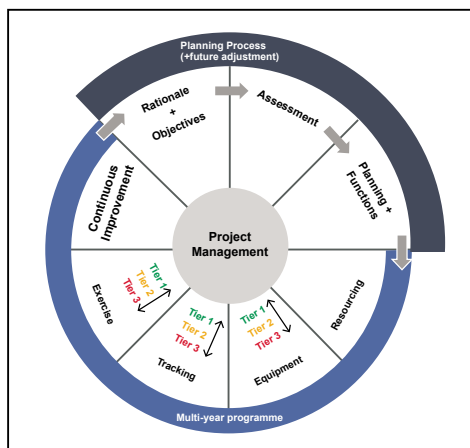 Planning Process
(+future adjustment)
Rationale
+
Objectives
Assessment
Planning +
Functions
Continuous
Improvement
Project
Management
Exercise
Tier 1
Tier 2
Tier 3
Tracking
Tier 1
Tier 2
Tier 3
Equipment
Tier 1
Tier 2
Tier 3
Resourcing
Multi-year programme